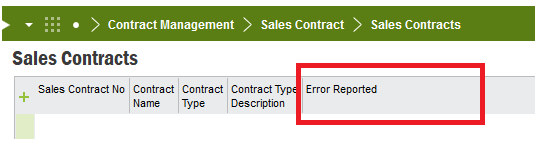 Contract Management Sales Contract Sales Contracts
Sales Contracts
Sales Contract No Contract Name Contract Type Contract Type Description Error Reported